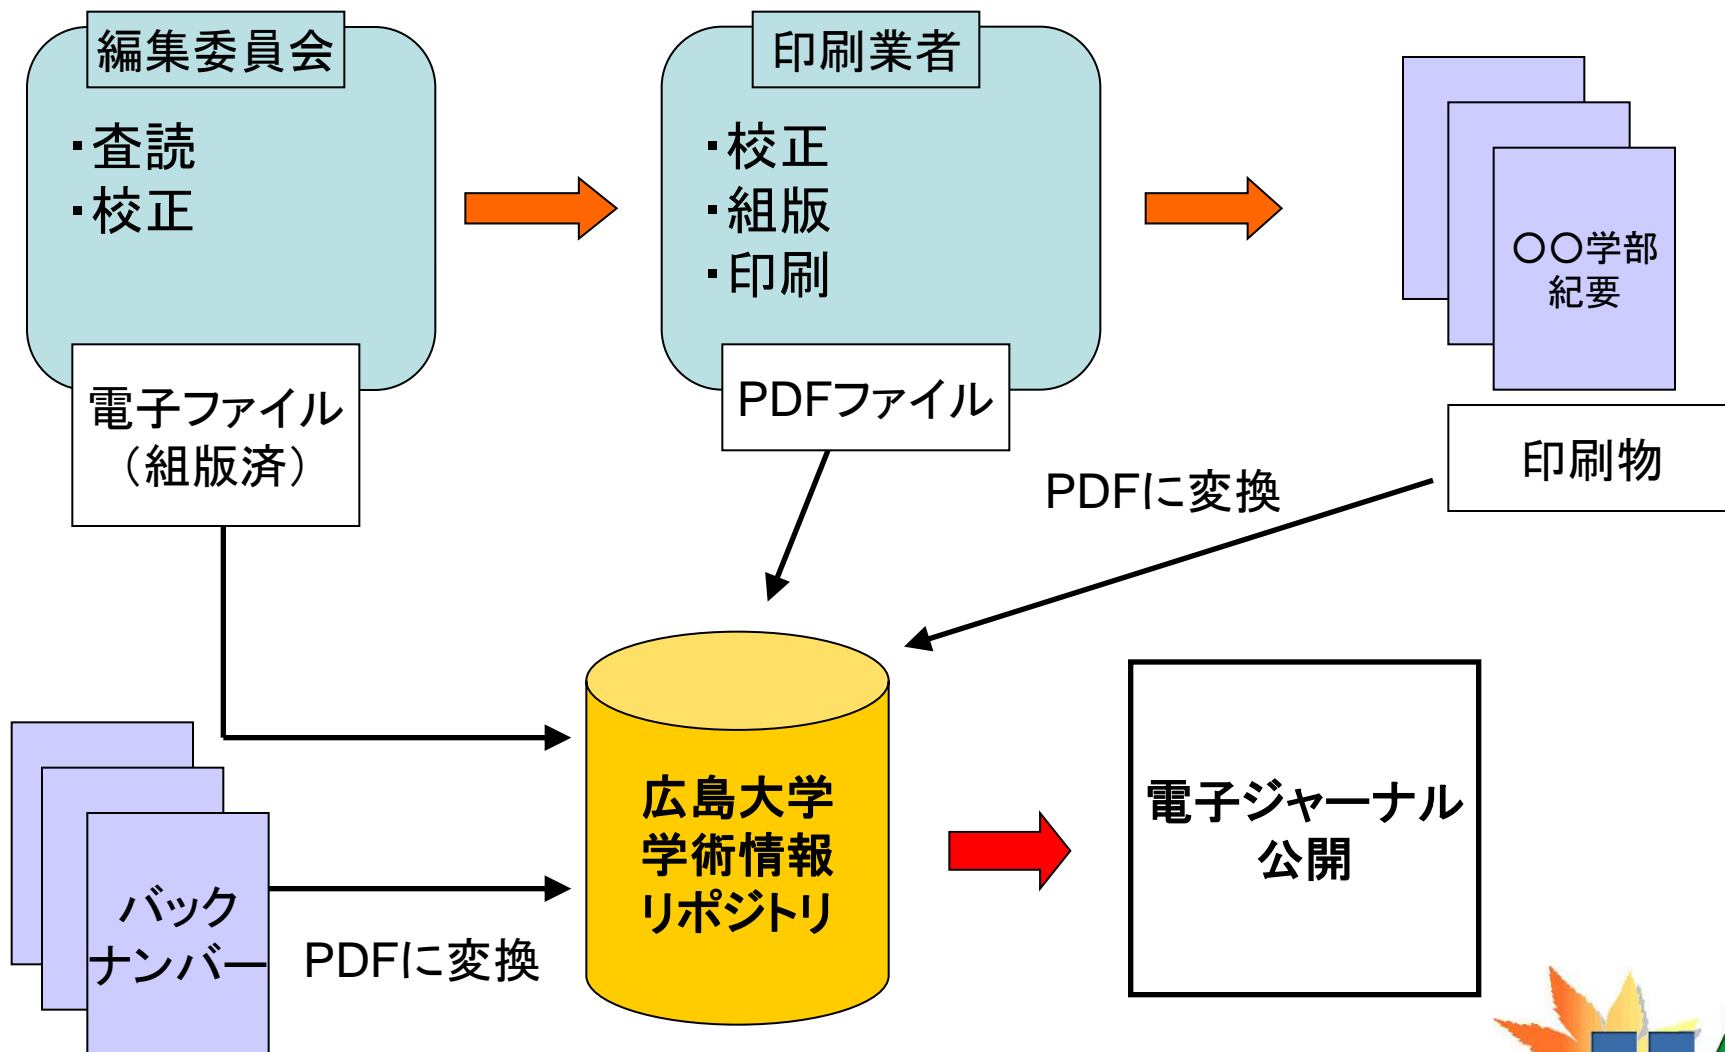 編集委員会
・査読
・校正
電子ファイル
（組版済）
印刷業者
・校正
・組版
・印刷
PDFファイル
〇〇学部
紀要
印刷物
PDFに変換
広島大学
学術情報
リポジトリ
電子ジャーナル
公開
バック
ナンバー
PDFに変換